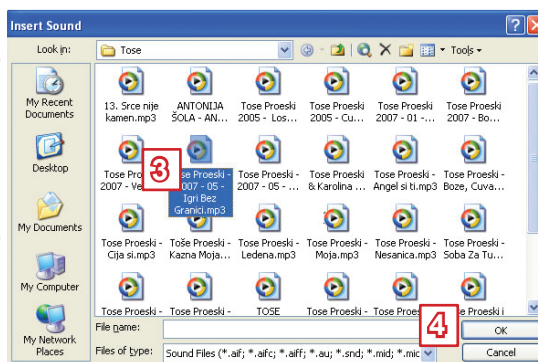 Insert Sound
Look in: Tose Tools
My Recent Documents
Desktop
My Documents
My Computer
My Network Places
13. Srce nije kamen.mp3
ANTONIJA ŠOLA - AN...
Tose Proeski 2005 - Los...
Tose Proeski 2005 - Cu...
Tose Proeski 2007 - 01 -...
Tose Proeski 2007 - Bo...
Tose 2007 - Ve
3
se Proeski - 007 - 05 - Igri Bez Granici.mp3
Tose Proeski 2007 - 05 - ...
Tose Proeski & Karolina ...
Tose Proeski - Angel si ti.mp3
Tose Proeski - Boze, Cuva...
Tose Proeski - Cija si.mp3
Toše Proeski - Kazna Moja...
Tose Proeski - Ledena.mp3
Tose Proeski - Moja.mp3
Tose Proeski - Nesanica.mp3
Tose Proeski - Soba Za Tu...
Tose Proeski -
Tose Proeski -
TOSE
Tose Proeski -
Tose Proeski
Proeski i
File name:
4
OK
Files of type: Sound Files (*.aif; *.aifc; *.aiff; *.au; *.snd; *.mid; *.mic
Cancel